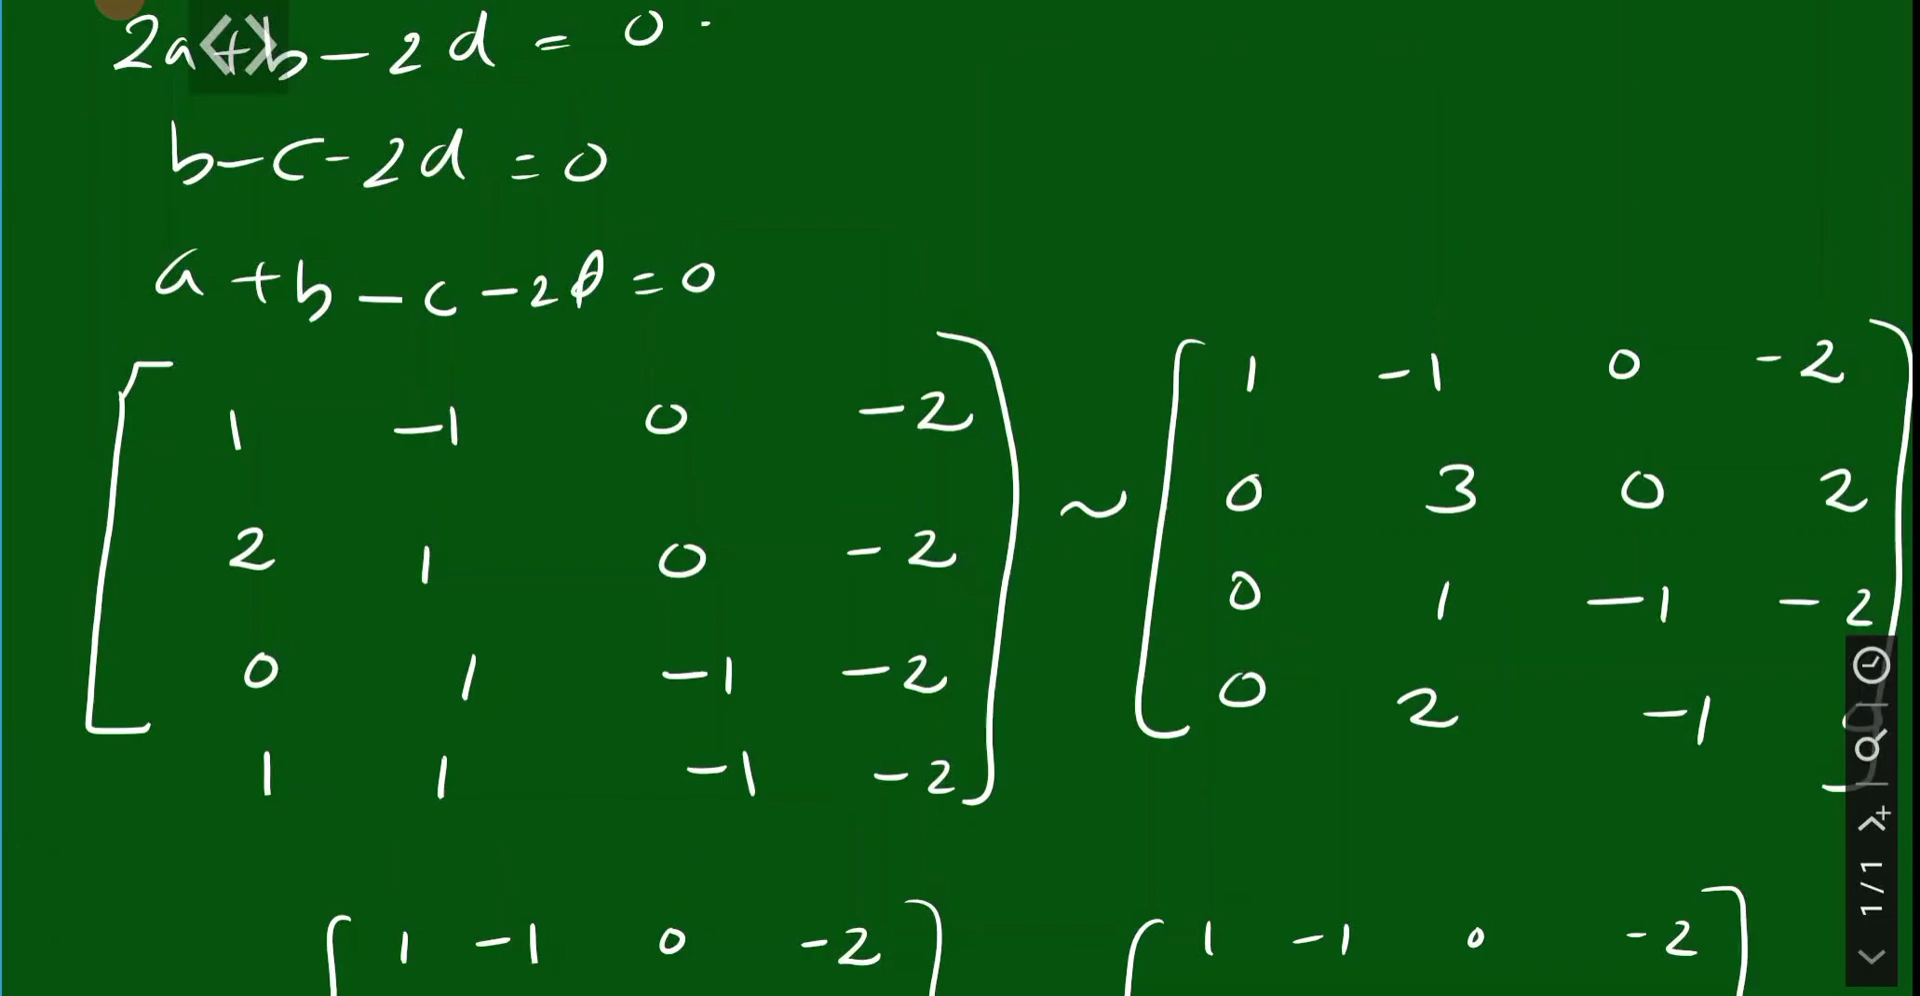 2a+b-2d = 0.
b-c-2d = 0
a+b-c-2d=0
1 -1 0 -2 1 -1 0 -2
2 1 0 -2 ~ 0 3 0 2
0 1 -1 -2 0 1 -1 -2
1 1 -1 -2 0 2 -1
1 -1 0 -2 1 -1 0 -2
1/1